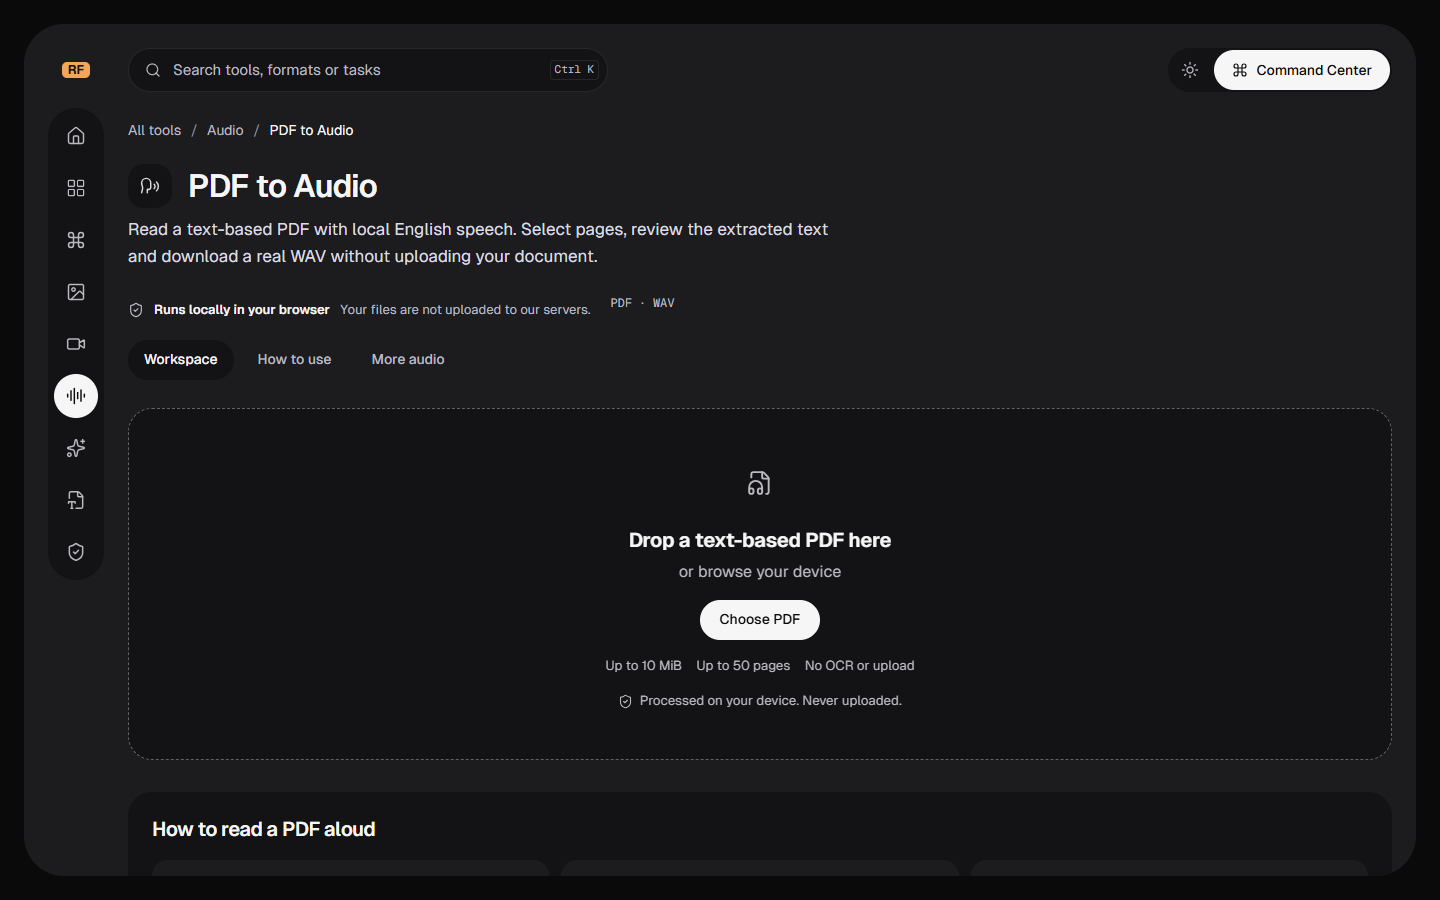 RF
Search tools, formats or tasks
Ctrl K
Command Center
All tools / Audio / PDF to Audio
PDF to Audio
Read a text-based PDF with local English speech. Select pages, review the extracted text
and download a real WAV without uploading your document.
Runs locally in your browser Your files are not uploaded to our servers. PDF · WAV
Workspace How to use More audio
Drop a text-based PDF here
or browse your device
Choose PDF
Up to 10 MiB Up to 50 pages No OCR or upload
Processed on your device. Never uploaded.
How to read a PDF aloud